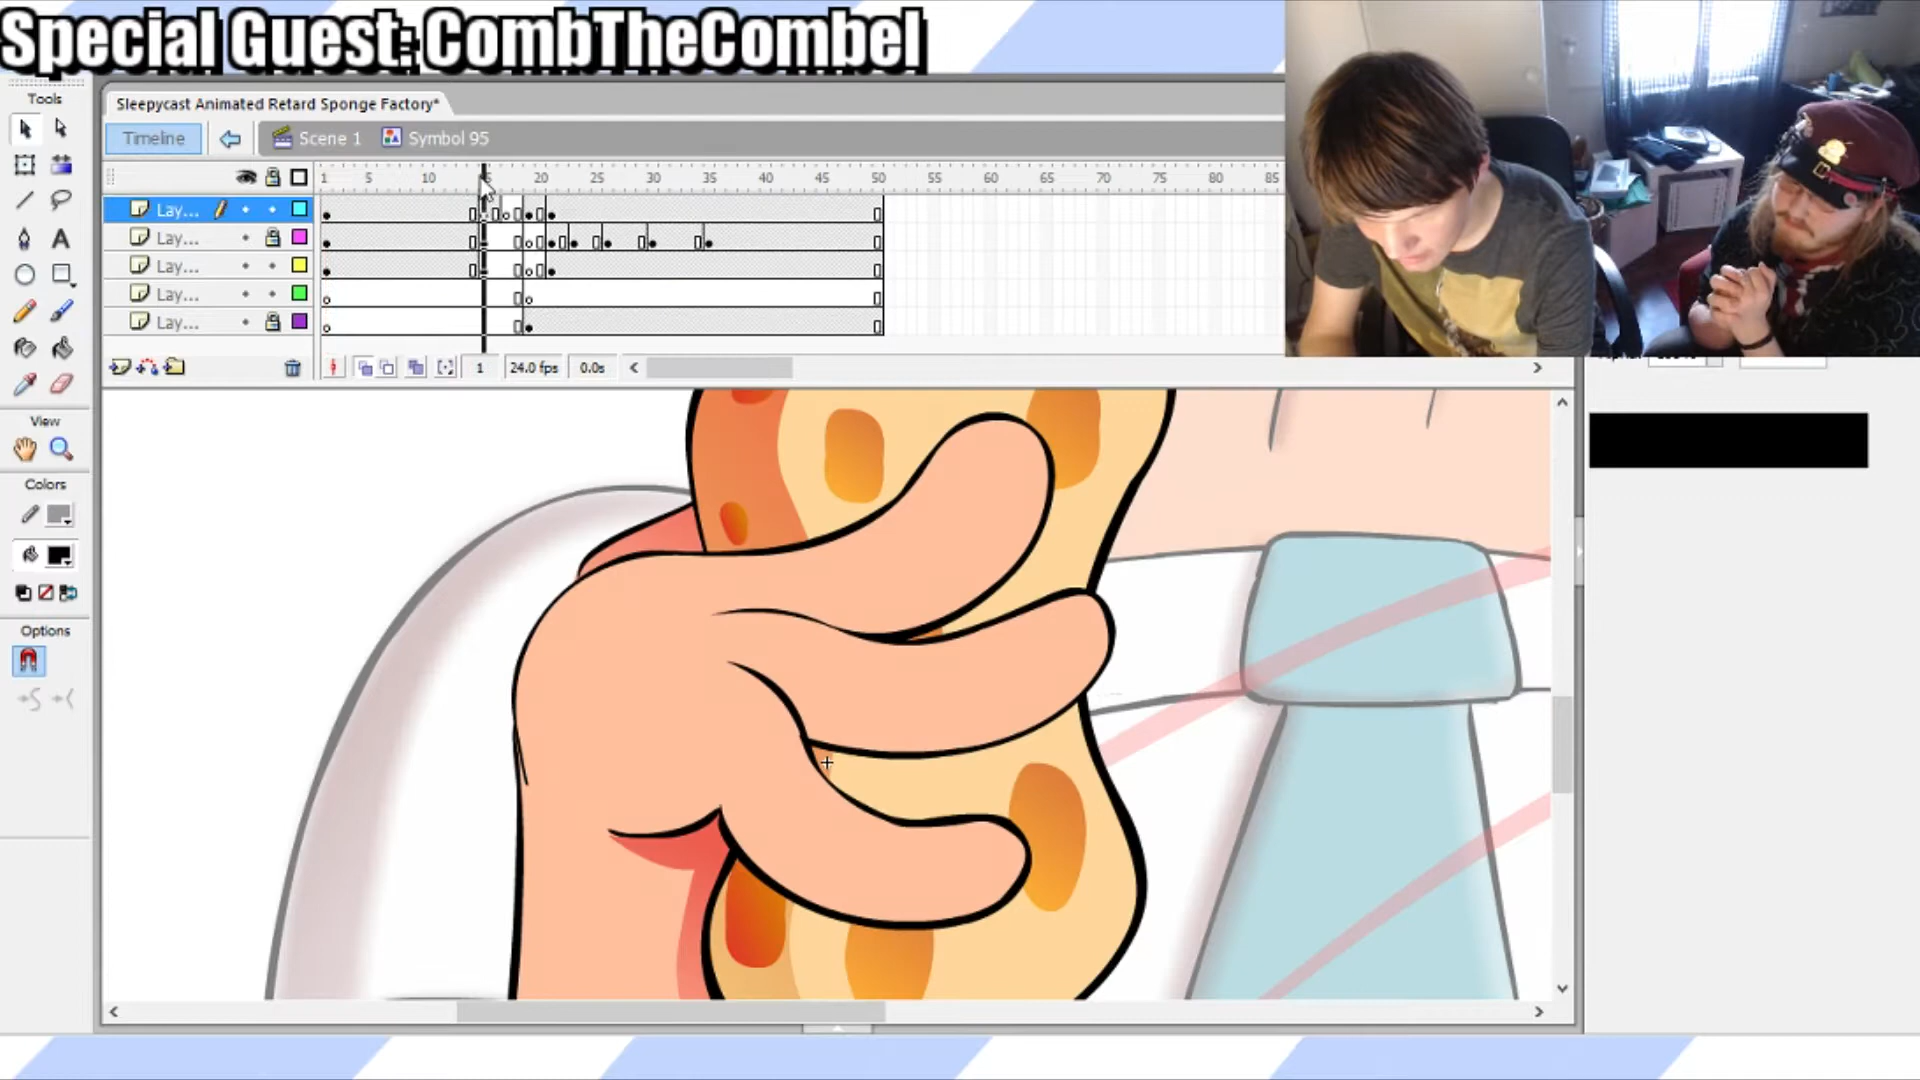 Special Guest: CombTheCombel
Tools
Sleepycast Animated Retard Sponge Factory*
Timeline
Scene 1
Symbol 95
1 5 10 15 20 25 30 35 40 45 50 55 60 65 70 75 80 85
Lay...
Lay...
Lay...
Lay...
Lay...
1 24.0 fps 0.0s
View
Colors
Options